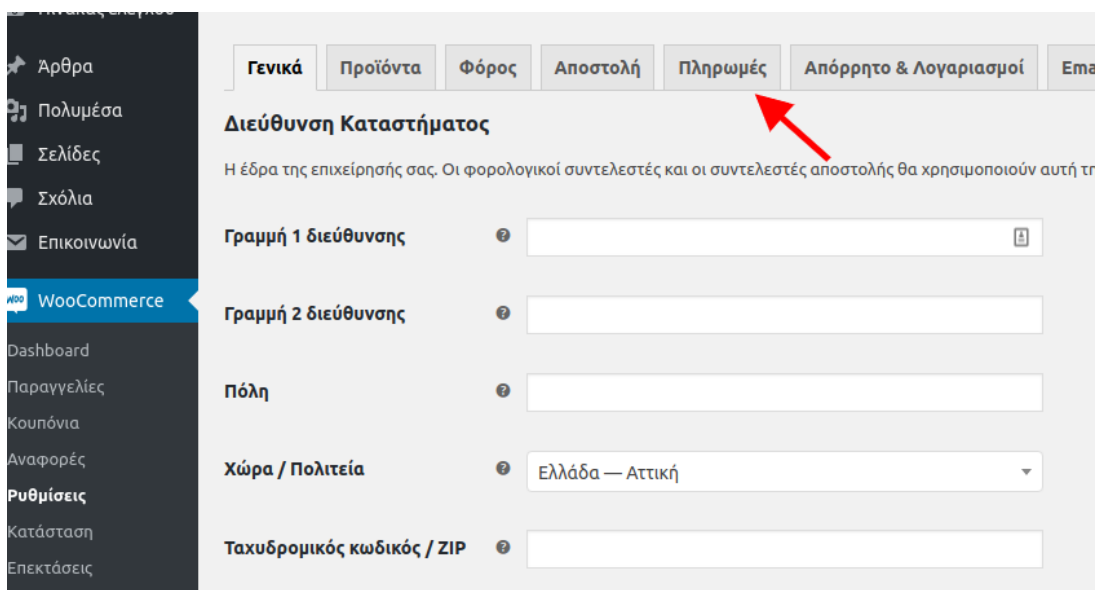 Άρθρα
Πολυμέσα
Σελίδες
Σχόλια
Επικοινωνία
WooCommerce
Dashboard
Παραγγελίες
Κουπόνια
Αναφορές
Ρυθμίσεις
Κατάσταση
Επεκτάσεις
Γενικά Προϊόντα Φόρος Αποστολή Πληρωμές Απόρρητο & Λογαριασμοί Ema
Διεύθυνση Καταστήματος
Η έδρα της επιχείρησής σας. Οι φορολογικοί συντελεστές και οι συντελεστές αποστολής θα χρησιμοποιούν αυτή τη
Γραμμή 1 διεύθυνσης
Γραμμή 2 διεύθυνσης
Πόλη
Χώρα / Πολιτεία Ελλάδα — Αττική
Ταχυδρομικός κωδικός / ZIP